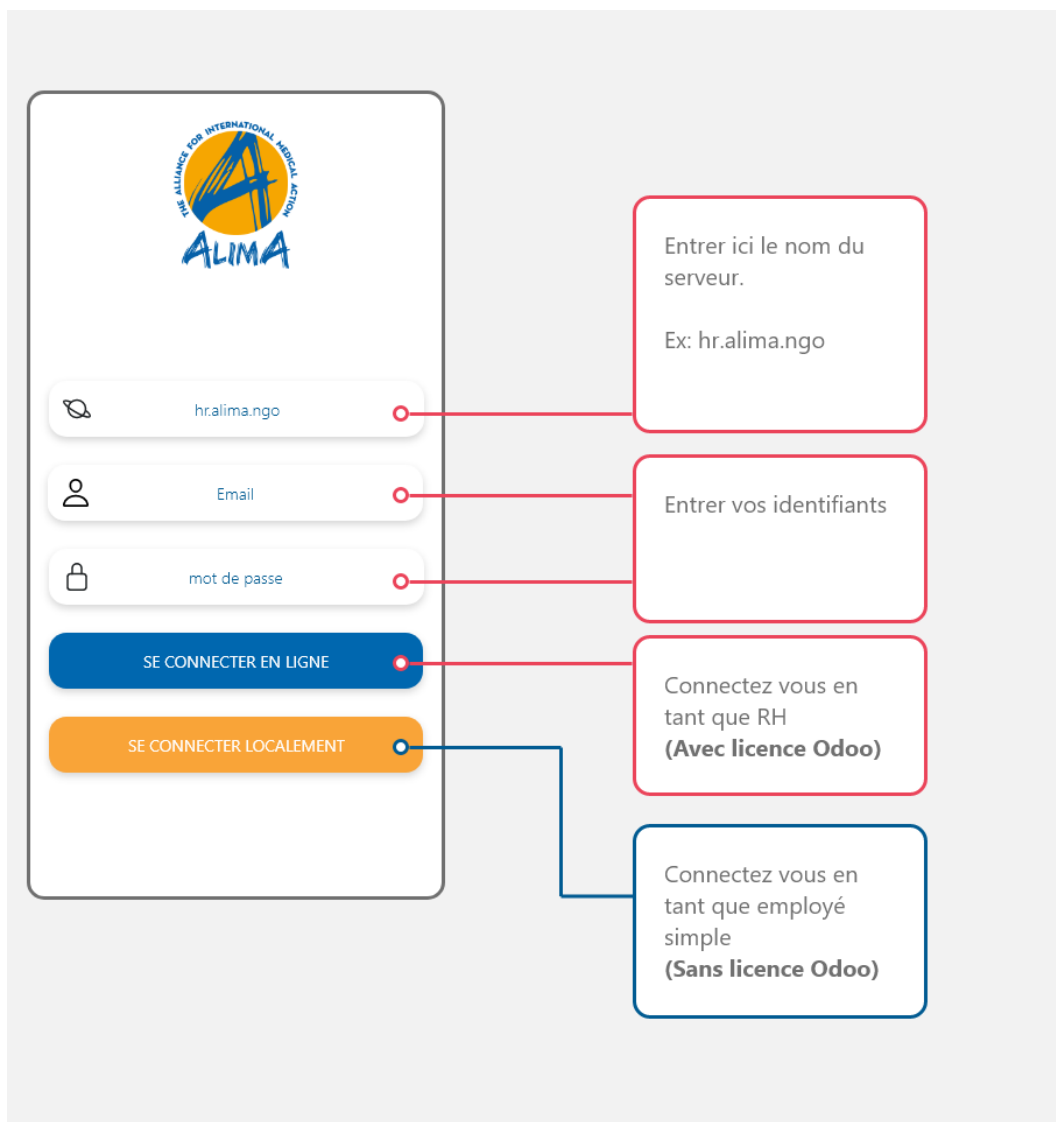 THE ALLIANCE FOR INTERNATIONAL MEDICAL ACTION
ALIMA
hr.alima.ngo
Email
mot de passe
SE CONNECTER EN LIGNE
SE CONNECTER LOCALEMENT
Entrer ici le nom du
serveur.
Ex: hr.alima.ngo
Entrer vos identifiants
Connectez vous en
tant que RH
(Avec licence Odoo)
Connectez vous en
tant que employé
simple
(Sans licence Odoo)